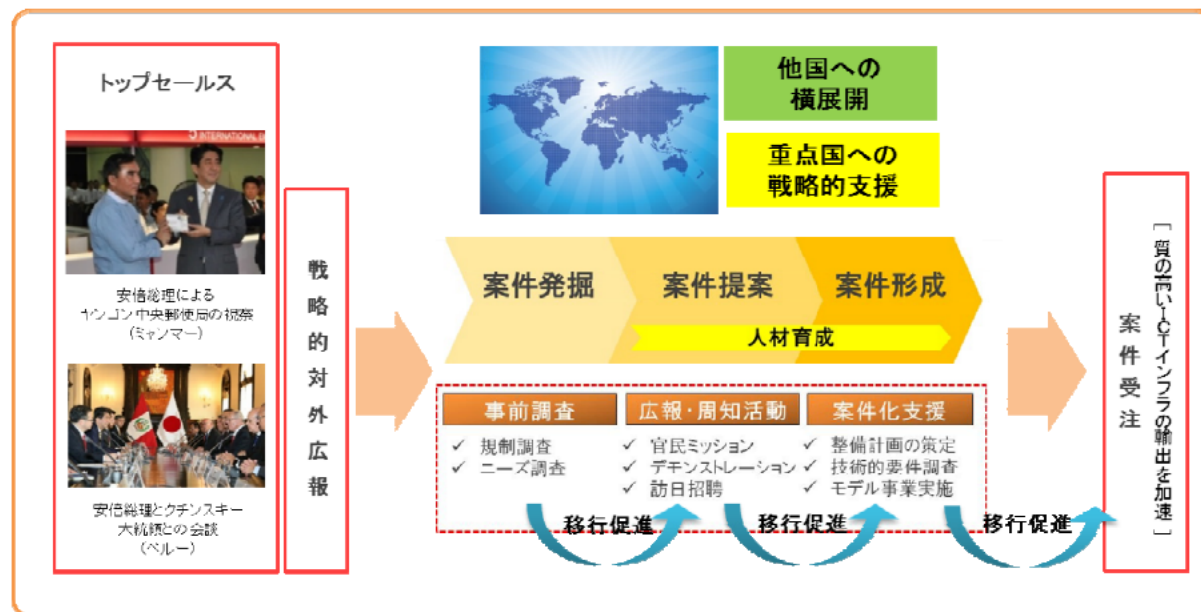 トップセールス
INTERNATIONAL
安倍総理による
ヤンゴン中央郵便局の視察
（ミャンマー）
安倍総理とクチンスキー
大統領との会談
（ペルー）
戦略的対外広報
他国への
横展開
重点国への
戦略的支援
案件発掘
案件提案
案件形成
人材育成
事前調査
✓ 規制調査
✓ ニーズ調査
広報・周知活動
✓ 官民ミッション
✓ デモンストレーション
✓ 訪日招聘
案件化支援
✓ 整備計画の策定
✓ 技術的要件調査
✓ モデル事業実施
移行促進
移行促進
移行促進
［質の高いICTインフラの輸出を加速］
案件受注